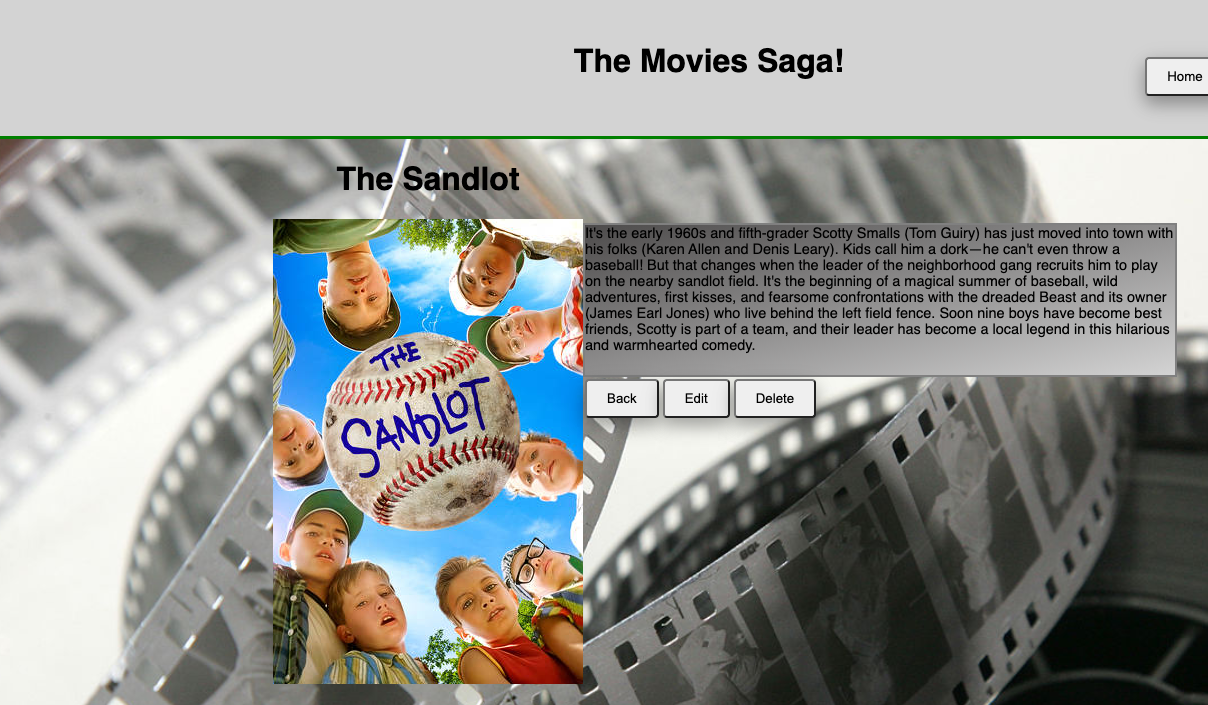 The Movies Saga!
Home
The Sandlot
THE
SANDLOT
It's the early 1960s and fifth-grader Scotty Smalls (Tom Guiry) has just moved into town with
his folks (Karen Allen and Denis Leary). Kids call him a dork—he can't even throw a
baseball! But that changes when the leader of the neighborhood gang recruits him to play
on the nearby sandlot field. It's the beginning of a magical summer of baseball, wild
adventures, first kisses, and fearsome confrontations with the dreaded Beast and its owner
(James Earl Jones) who live behind the left field fence. Soon nine boys have become best
friends, Scotty is part of a team, and their leader has become a local legend in this hilarious
and warmhearted comedy.
Back Edit Delete